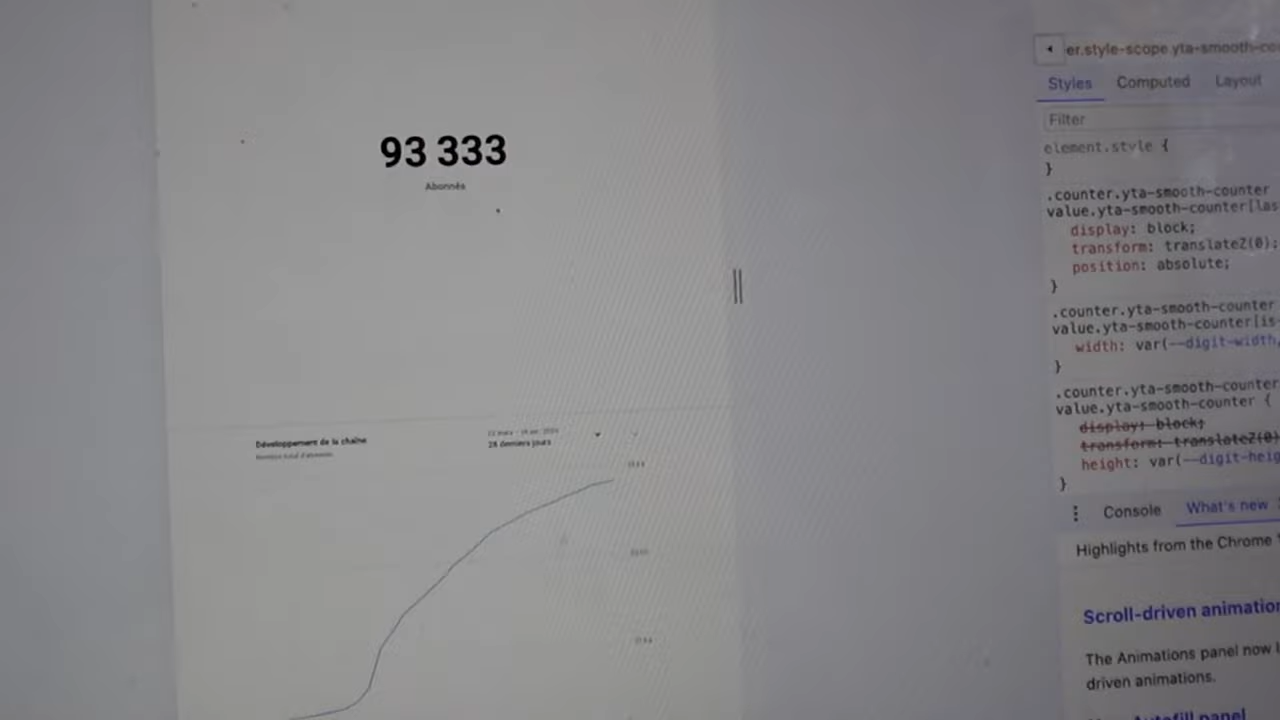 93 333
Abonnés
Développement de la chaîne
28 derniers jours
er.style-scope.yta-smooth-co
Styles Computed Layout
Filter
element.style {
}
.counter.yta-smooth-counter
value.yta-smooth-counter[las
display: block;
transform: translateZ(0);
position: absolute;
}
.counter.yta-smooth-counter
value.yta-smooth-counter[is-
width: var(--digit-width,
}
.counter.yta-smooth-counter
value.yta-smooth-counter {
display: block;
transform: translateZ(0)
height: var(--digit-heig
}
Console What's new
Highlights from the Chrome
Scroll-driven animation
The Animations panel now
driven animations.
Autofill panel